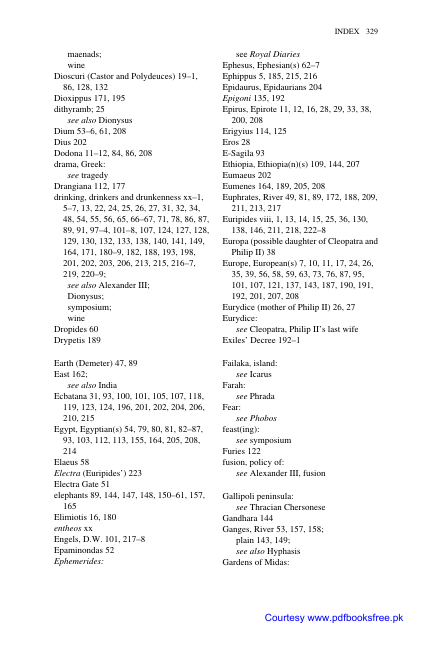 INDEX 329
maenads;
wine
Dioscuri (Castor and Polydeuces) 19–1,
86, 128, 132
Dioxippus 171, 195
dithyramb; 25
see also Dionysus
Dium 53–6, 61, 208
Dius 202
Dodona 11–12, 84, 86, 208
drama, Greek:
see tragedy
Drangiana 112, 177
drinking, drinkers and drunkenness xx–1,
5–7, 13, 22, 24, 25, 26, 27, 31, 32, 34,
48, 54, 55, 56, 65, 66–67, 71, 78, 86, 87,
89, 91, 97–4, 101–8, 107, 124, 127, 128,
129, 130, 132, 133, 138, 140, 141, 149,
164, 171, 180–9, 182, 188, 193, 198,
201, 202, 203, 206, 213, 215, 216–7,
219, 220–9;
see also Alexander III;
Dionysus;
symposium;
wine
Dropides 60
Drypetis 189
Earth (Demeter) 47, 89
East 162;
see also India
Ecbatana 31, 93, 100, 101, 105, 107, 118,
119, 123, 124, 196, 201, 202, 204, 206,
210, 215
Egypt, Egyptian(s) 54, 79, 80, 81, 82–87,
93, 103, 112, 113, 155, 164, 205, 208,
214
Elaeus 58
Electra (Euripides’) 223
Electra Gate 51
elephants 89, 144, 147, 148, 150–61, 157,
165
Elimiotis 16, 180
entheos xx
Engels, D.W. 101, 217–8
Epaminondas 52
Ephemerides:
see Royal Diaries
Ephesus, Ephesian(s) 62–7
Ephippus 5, 185, 215, 216
Epidaurus, Epidaurians 204
Epigoni 135, 192
Epirus, Epirote 11, 12, 16, 28, 29, 33, 38,
200, 208
Erigyius 114, 125
Eros 28
E-Sagila 93
Ethiopia, Ethiopia(n)(s) 109, 144, 207
Eumaeus 202
Eumenes 164, 189, 205, 208
Euphrates, River 49, 81, 89, 172, 188, 209,
211, 213, 217
Euripides viii, 1, 13, 14, 15, 25, 36, 130,
138, 146, 211, 218, 222–8
Europa (possible daughter of Cleopatra and
Philip II) 38
Europe, European(s) 7, 10, 11, 17, 24, 26,
35, 39, 56, 58, 59, 63, 73, 76, 87, 95,
101, 107, 121, 137, 143, 187, 190, 191,
192, 201, 207, 208
Eurydice (mother of Philip II) 26, 27
Eurydice:
see Cleopatra, Philip II’s last wife
Exiles’ Decree 192–1
Failaka, island:
see Icarus
Farah:
see Phrada
Fear:
see Phobos
feast(ing):
see symposium
Furies 122
fusion, policy of:
see Alexander III, fusion
Gallipoli peninsula:
see Thracian Chersonese
Gandhara 144
Ganges, River 53, 157, 158;
plain 143, 149;
see also Hyphasis
Gardens of Midas:
Courtesy www.pdfbooksfree.pk